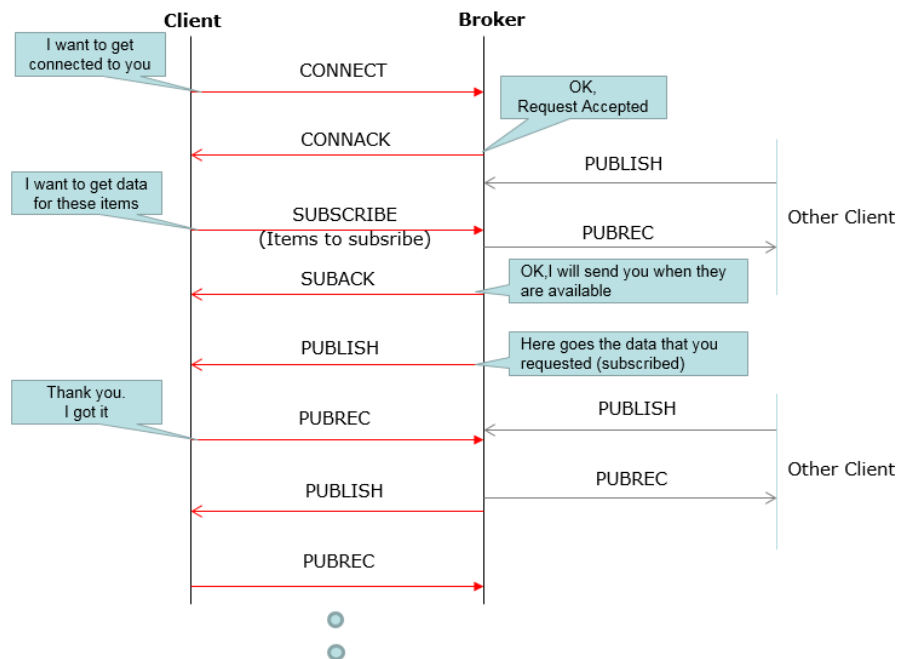 Client
Broker
I want to get
connected to you
CONNECT
OK,
Request Accepted
CONNACK
PUBLISH
I want to get data
for these items
SUBSCRIBE
(Items to subsribe)
Other Client
PUBREC
SUBACK
OK,I will send you when they
are available
PUBLISH
Here goes the data that you
requested (subscribed)
Thank you.
I got it
PUBREC
PUBLISH
Other Client
PUBREC
PUBLISH
PUBREC